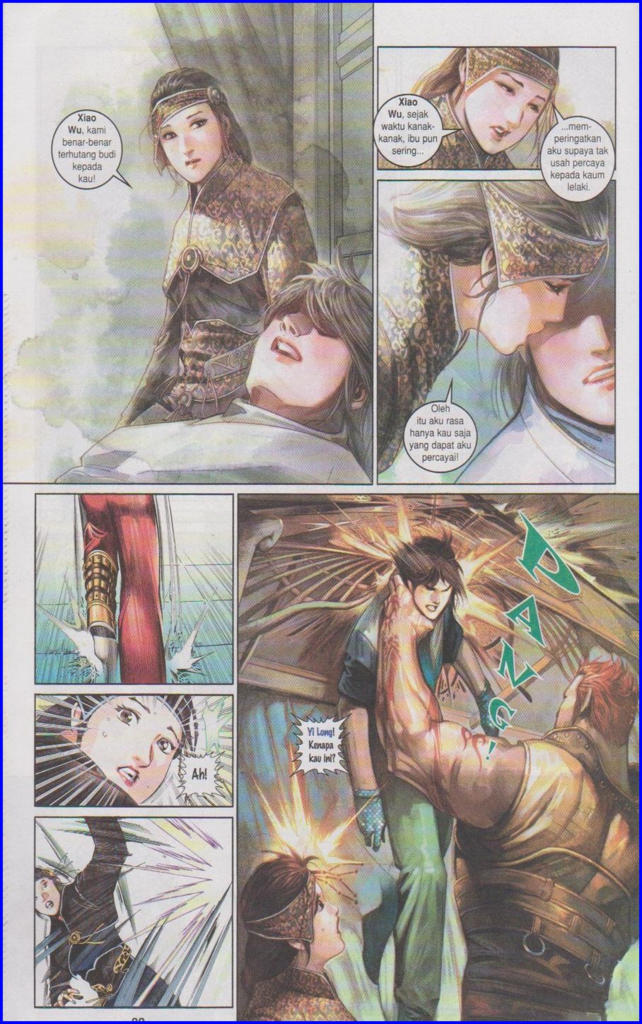 Xiao
Wu, kami
benar-benar
terhutang budi
kepada
kau!
Xiao
Wu, sejak
waktu kanak-
kanak, ibu pun
sering...
...mem-
peringatkan
aku supaya tak
usah percaya
kepada kaum
lelaki.
Oleh
itu aku rasa
hanya kau saja
yang dapat aku
percayai!
Ah!
PANG!
Yi Long!
Kenapa
kau ini?